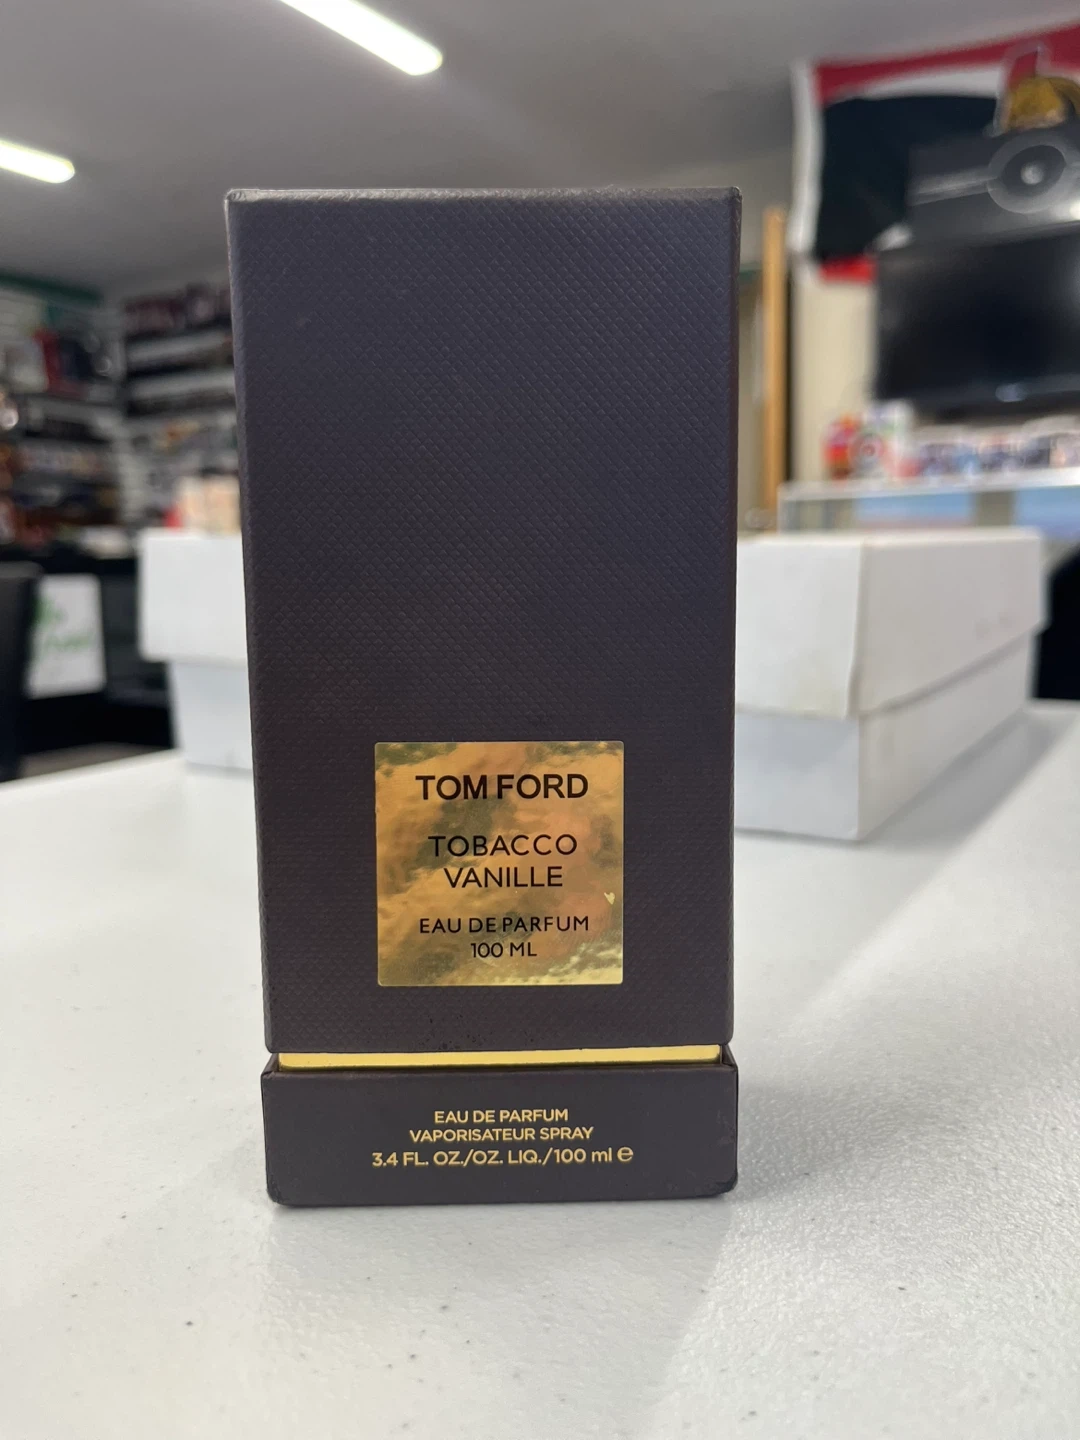 TOM FORD
TOBACCO
VANILLE
EAU DE PARFUM
100 ML
EAU DE PARFUM
VAPORISATEUR SPRAY
3.4 FL. OZ./OZ. LIQ./100 ml ℮